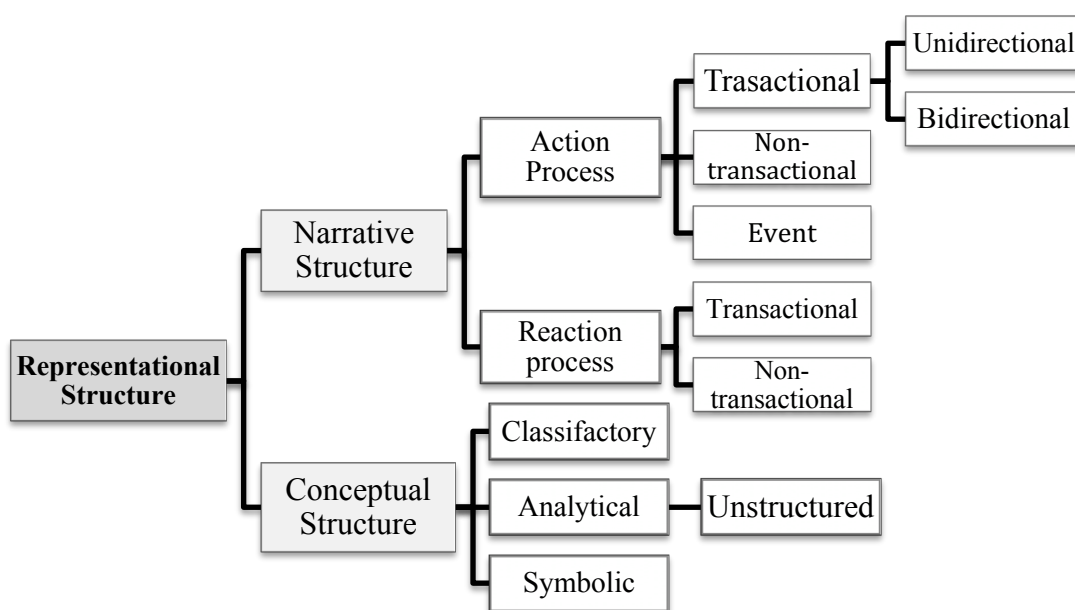 Representational
Structure
Narrative
Structure
Action
Process
Trasactional
Unidirectional
Bidirectional
Non-
transactional
Event
Reaction
process
Transactional
Non-
transactional
Conceptual
Structure
Classifactory
Analytical
Unstructured
Symbolic